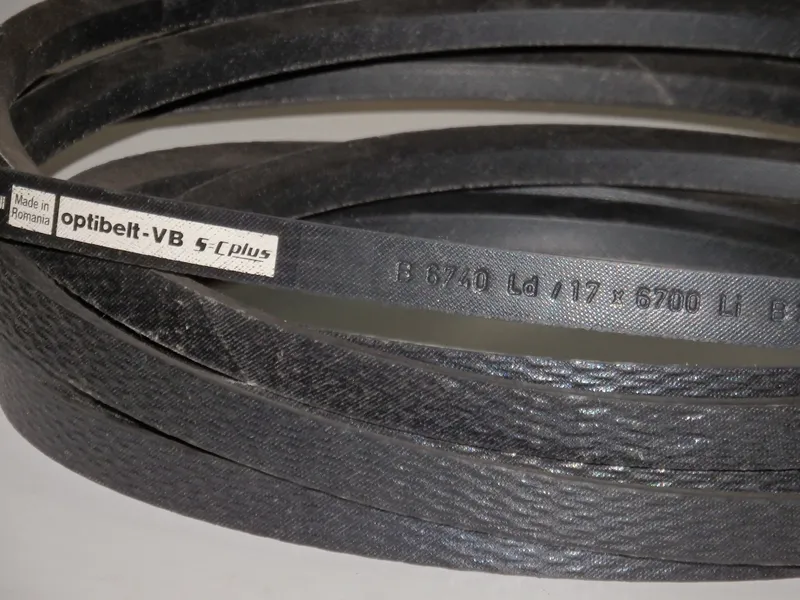 Made in
Romania
optibelt-VB S=C plus
B 6740 Ld / 17 x 6700 Li B